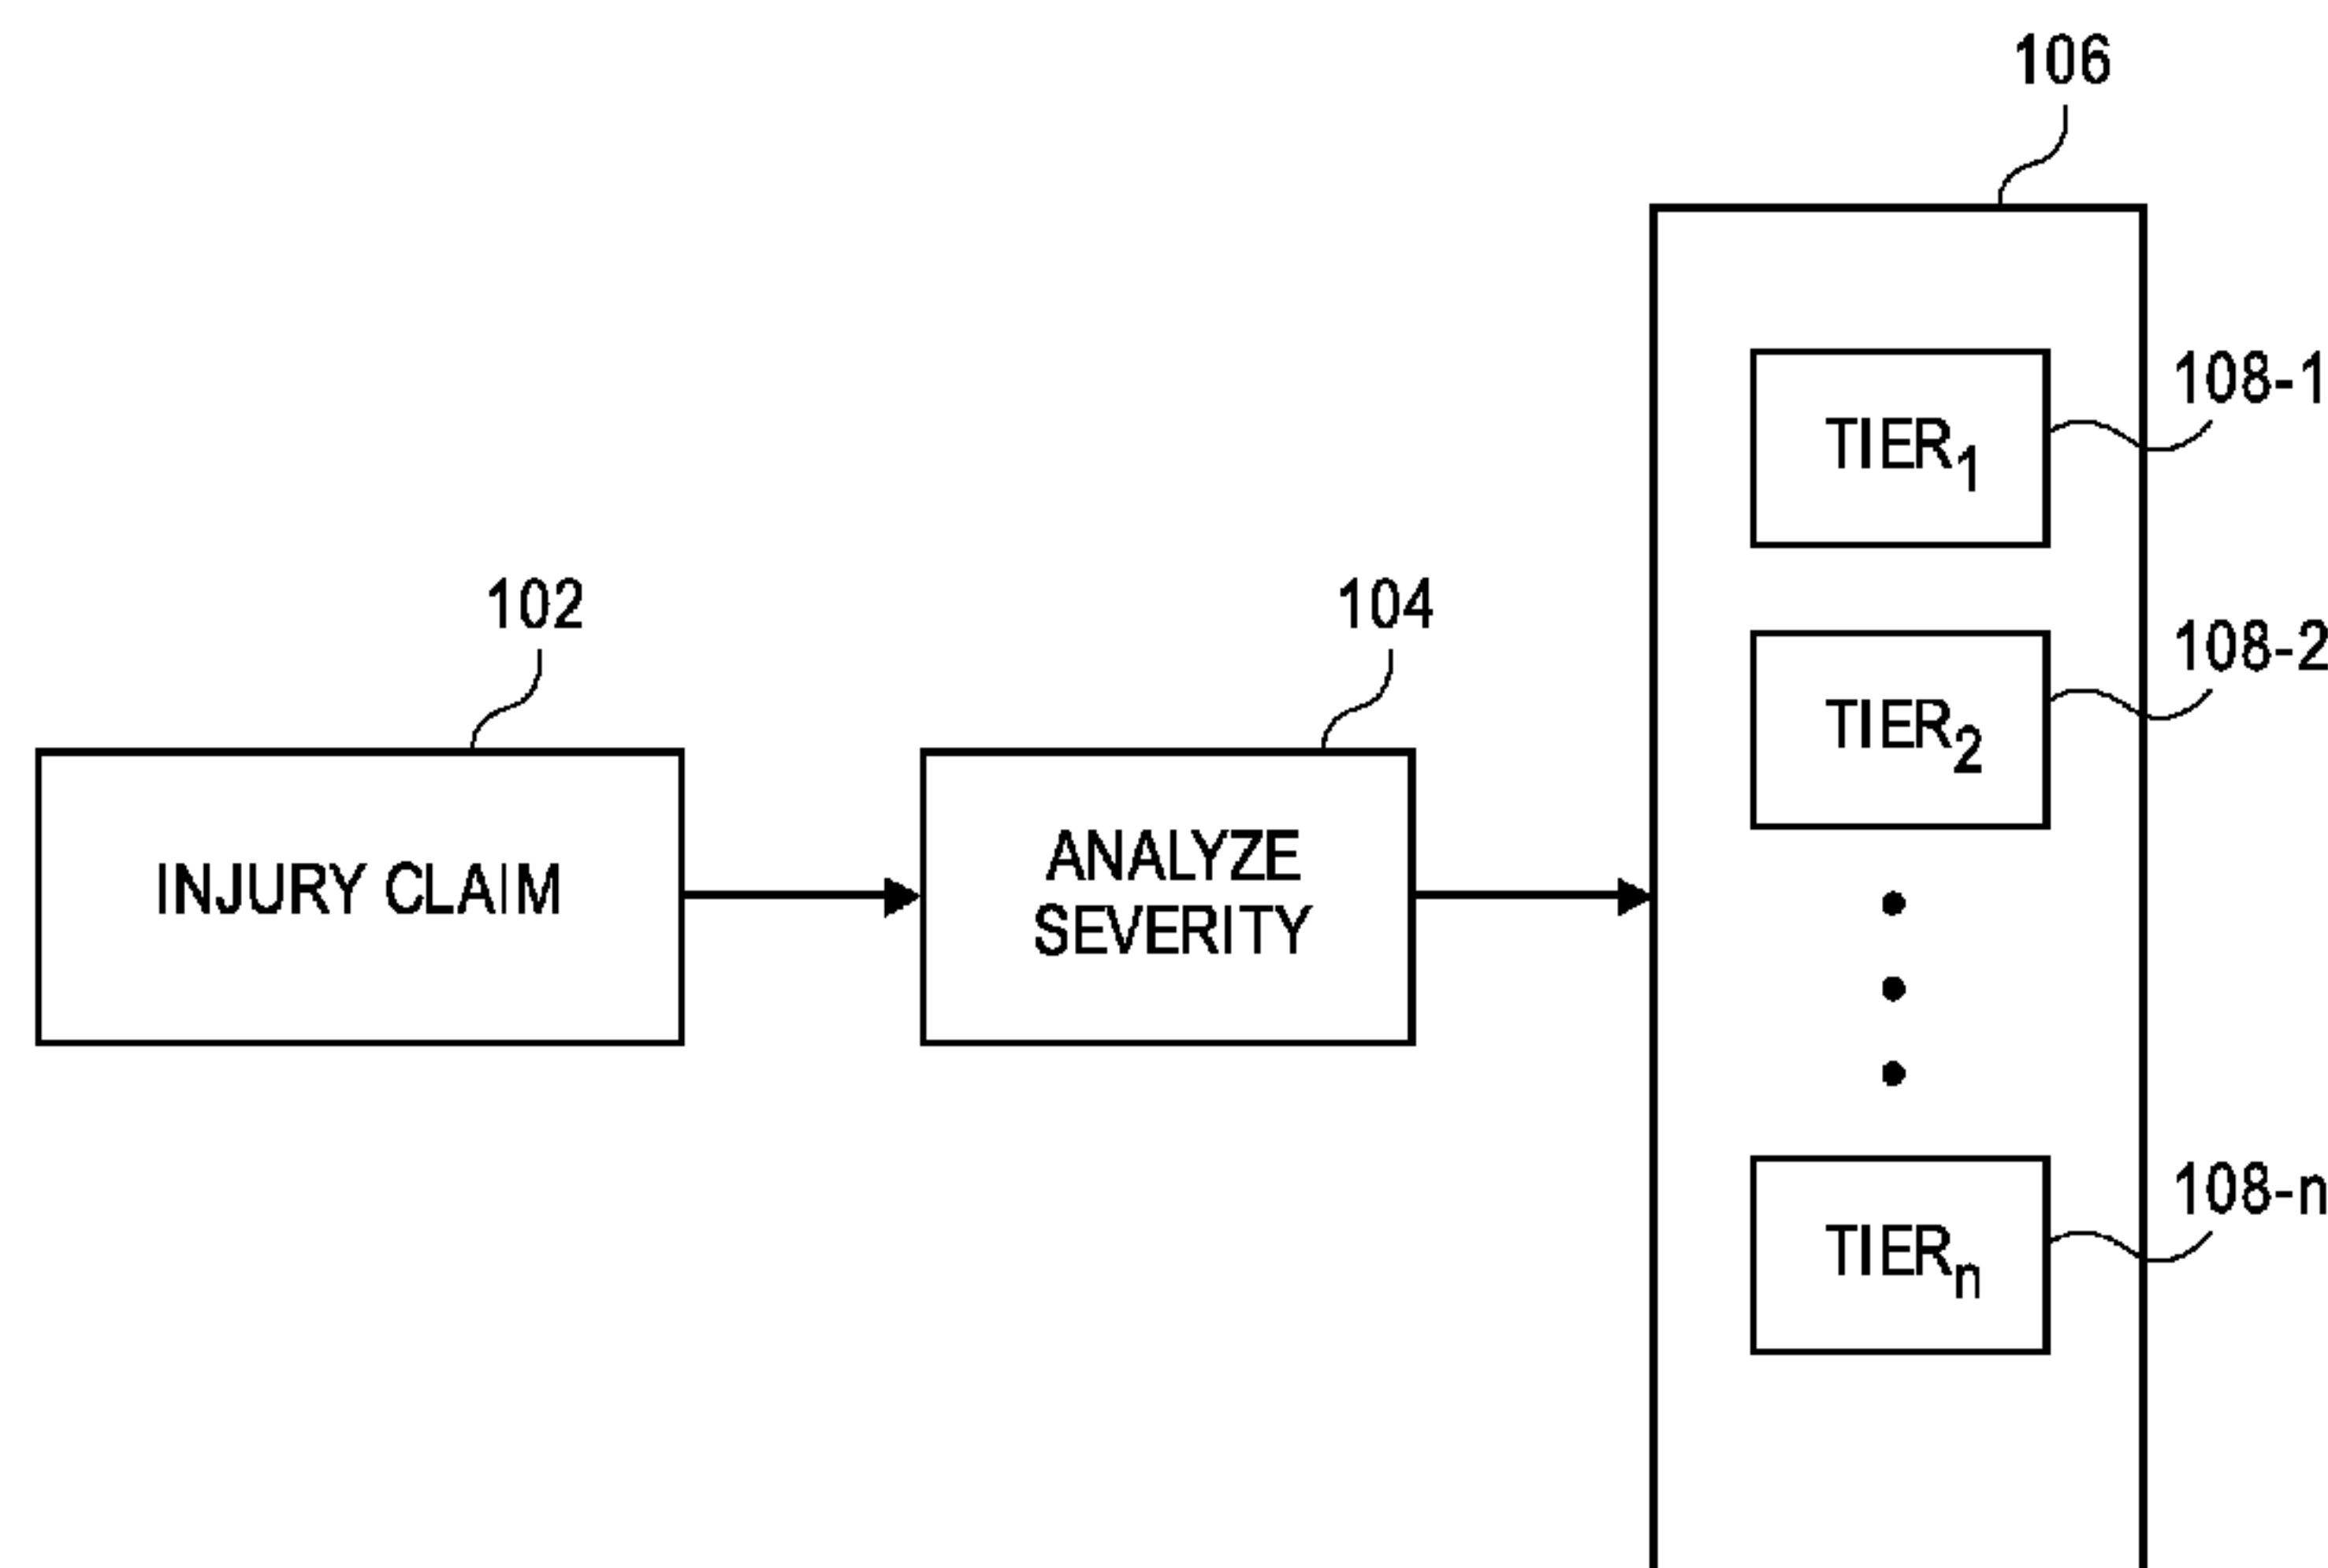 106
TIER1
108-1
TIER2
108-2
102
104
INJURY CLAIM
ANALYZE
SEVERITY
TIERn
108-n